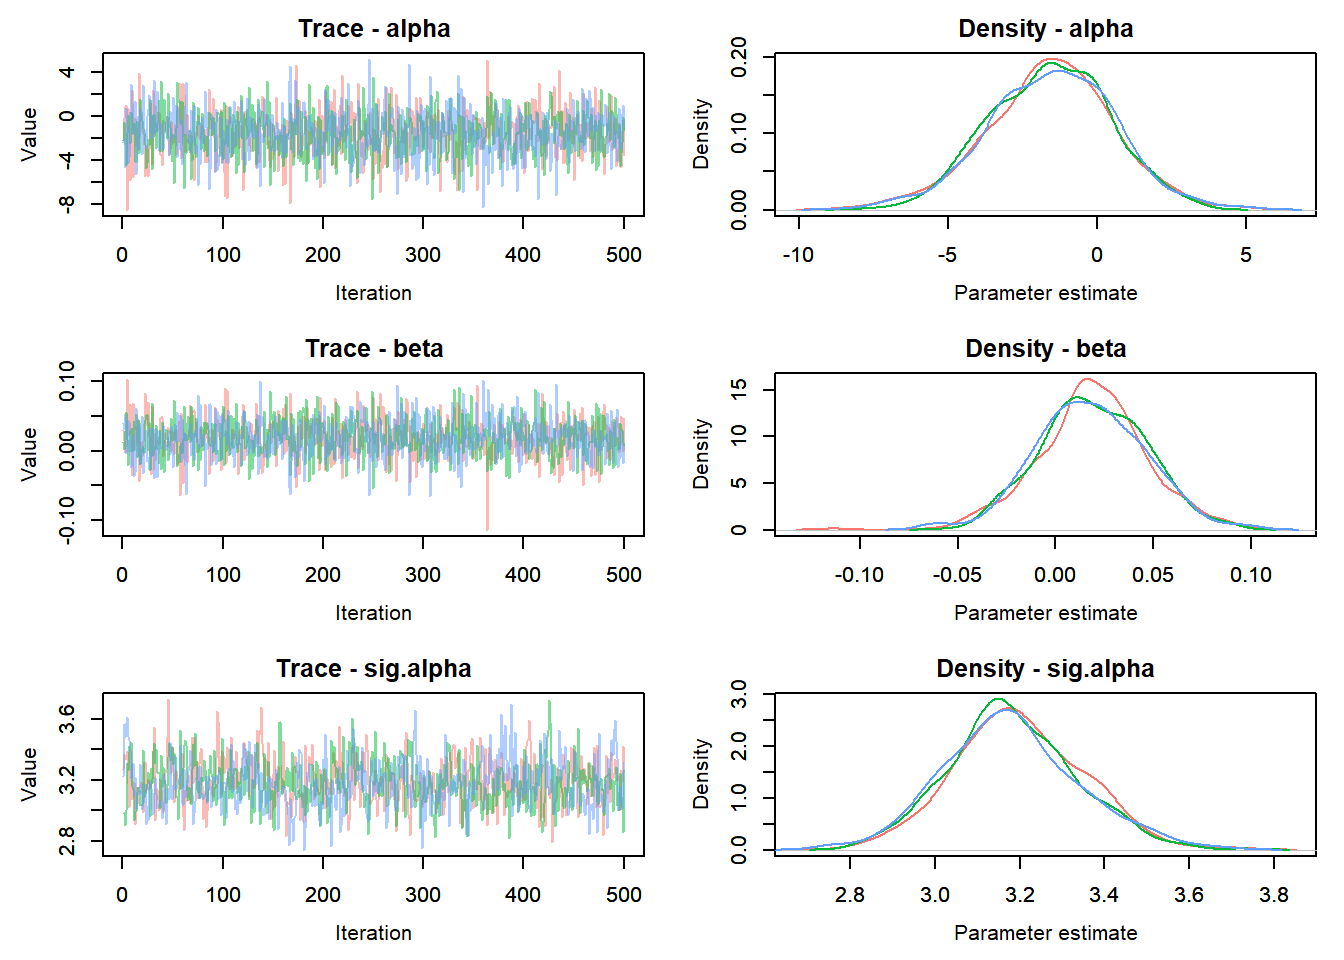 Trace - alpha
Value
4
0
-4
-8
0 100 200 300 400 500
Iteration
Density - alpha
Density
0.20
0.10
0.00
-10 -5 0 5
Parameter estimate
Trace - beta
Value
0.10
0.00
-0.10
0 100 200 300 400 500
Iteration
Density - beta
Density
15
10
5
0
-0.10 -0.05 0.00 0.05 0.10
Parameter estimate
Trace - sig.alpha
Value
3.6
3.2
2.8
0 100 200 300 400 500
Iteration
Density - sig.alpha
Density
3.0
2.0
1.0
0.0
2.8 3.0 3.2 3.4 3.6 3.8
Parameter estimate